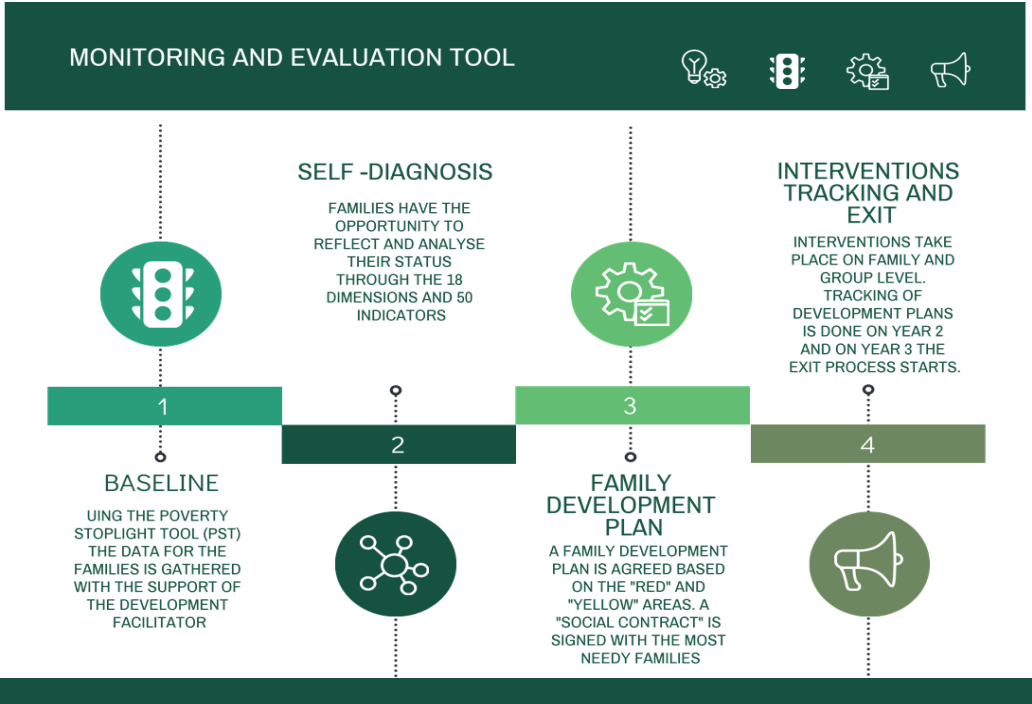 MONITORING AND EVALUATION TOOL
1
BASELINE
UING THE POVERTY
STOPLIGHT TOOL (PST)
THE DATA FOR THE
FAMILIES IS GATHERED
WITH THE SUPPORT OF
THE DEVELOPMENT
FACILITATOR
SELF -DIAGNOSIS
FAMILIES HAVE THE
OPPORTUNITY TO
REFLECT AND ANALYSE
THEIR STATUS
THROUGH THE 18
DIMENSIONS AND 50
INDICATORS
2
3
FAMILY
DEVELOPMENT
PLAN
A FAMILY DEVELOPMENT
PLAN IS AGREED BASED
ON THE "RED" AND
"YELLOW" AREAS. A
"SOCIAL CONTRACT" IS
SIGNED WITH THE MOST
NEEDY FAMILIES
INTERVENTIONS
TRACKING AND
EXIT
INTERVENTIONS TAKE
PLACE ON FAMILY AND
GROUP LEVEL.
TRACKING OF
DEVELOPMENT PLANS
IS DONE ON YEAR 2
AND ON YEAR 3 THE
EXIT PROCESS STARTS.
4